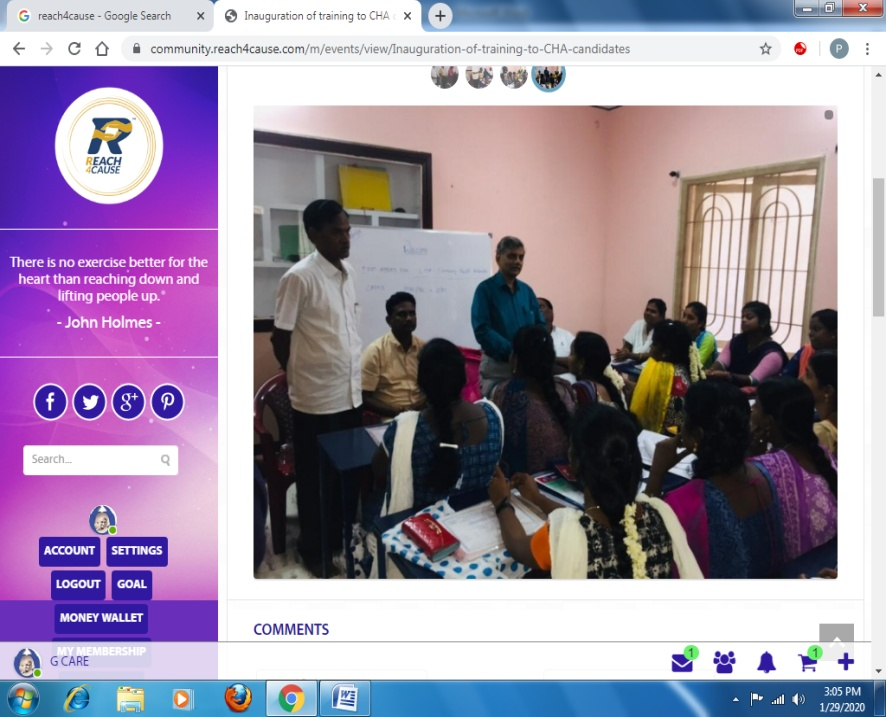 reach4cause - Google Search
Inauguration of training to CHA c
community.reach4cause.com/m/events/view/Inauguration-of-training-to-CHA-candidates
P
R
REACH
4CAUSE
There is no exercise better for the
heart than reaching down and
lifting people up."
- John Holmes -
Search...
ACCOUNT
SETTINGS
LOGOUT
GOAL
MONEY WALLET
MY MEMBERSHIP
G CARE
Welcome
COMMENTS
1
1
3:05 PM
1/29/2020